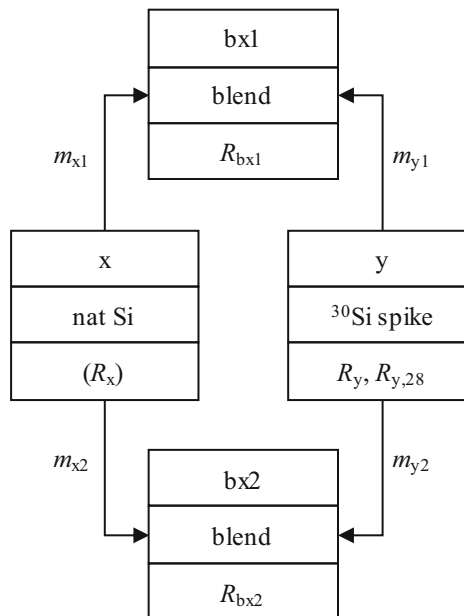 bx1
blend
R_bx1
m_x1
m_y1
x
y
nat Si
³⁰Si spike
(R_x)
R_y, R_y,28
m_x2
m_y2
bx2
blend
R_bx2